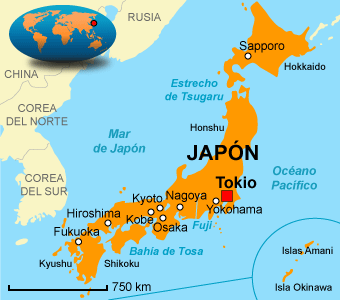 RUSIA
Sapporo
CHINA
Hokkaido
Estrecho
de Tsugaru
COREA
DEL NORTE
Honshu
Mar
de Japón
JAPÓN
Océano
Pacífico
COREA
DEL SUR
Tokio
Kyoto
Nagoya
Hiroshima
Yokohama
Kobe
Fukuoka
Osaka
Fuji
Bahía de Tosa
Islas Amani
Kyushu
Shikoku
750 km
Isla Okinawa